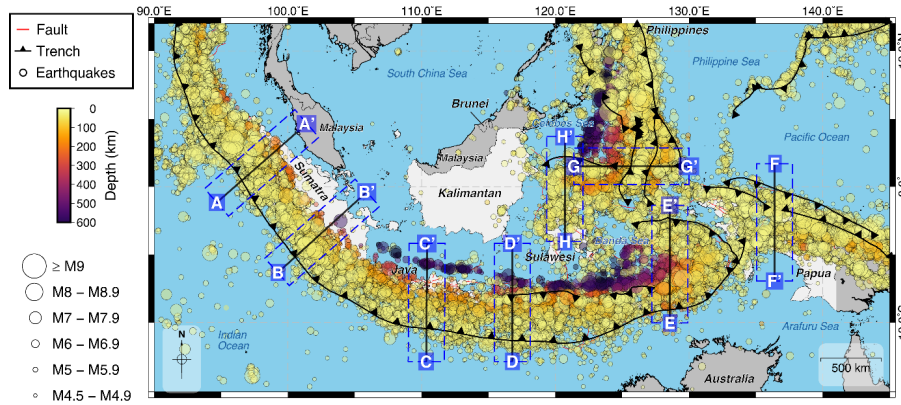 90.0°E 100.0°E 110.0°E 120.0°E 130.0°E 140.0°E
Fault
Trench
Earthquakes
0
100
200
300
400
500
600
Depth (km)
≥ M9
M8 – M8.9
M7 – M7.9
M6 – M6.9
M5 – M5.9
M4.5 – M4.9
Philippines
South China Sea
Philippine Sea
Brunei
Pacific Ocean
A'
Malaysia
H'
Malaysia
G
G'
F
Sumatra
B'
Kalimantan
A
E'
C'
D'
H
Banda Sea
Sulawesi
B
Java
F'
Papua
E
Arafuru Sea
Indian
Ocean
N
C
D
Australia
500 km